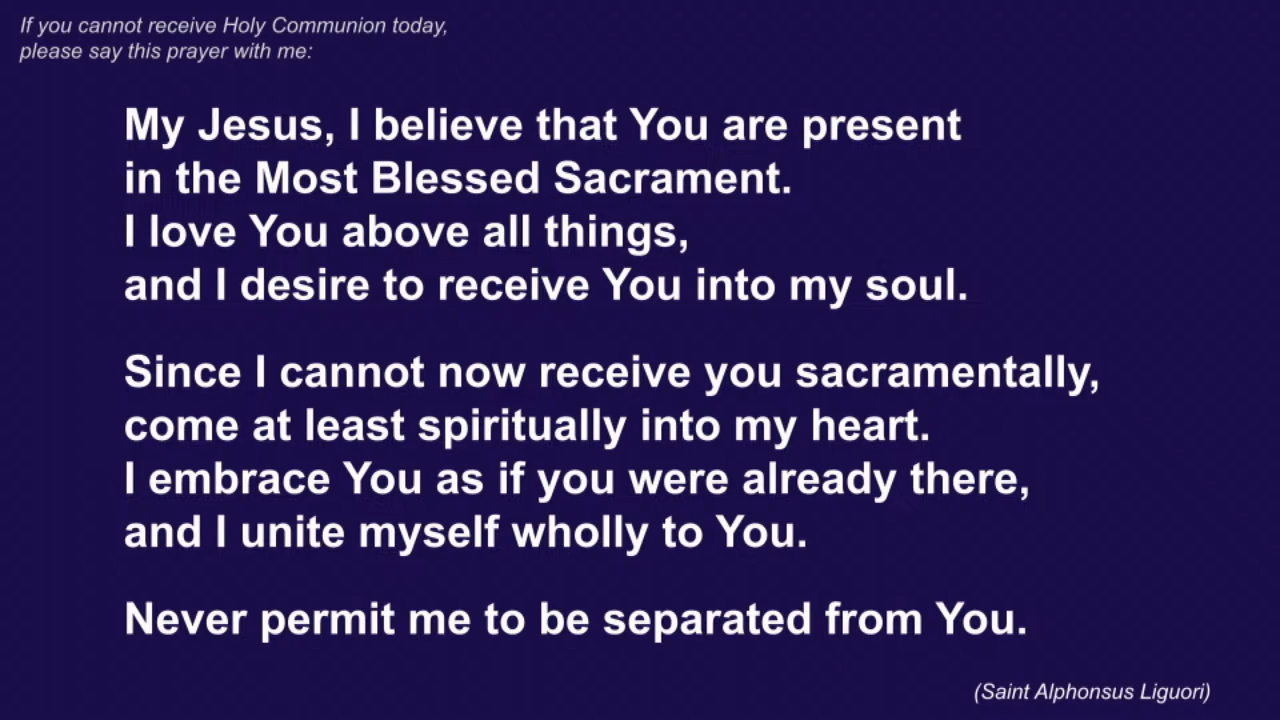 If you cannot receive Holy Communion today,
please say this prayer with me:
My Jesus, I believe that You are present
in the Most Blessed Sacrament.
I love You above all things,
and I desire to receive You into my soul.
Since I cannot now receive you sacramentally,
come at least spiritually into my heart.
I embrace You as if you were already there,
and I unite myself wholly to You.
Never permit me to be separated from You.
(Saint Alphonsus Liguori)